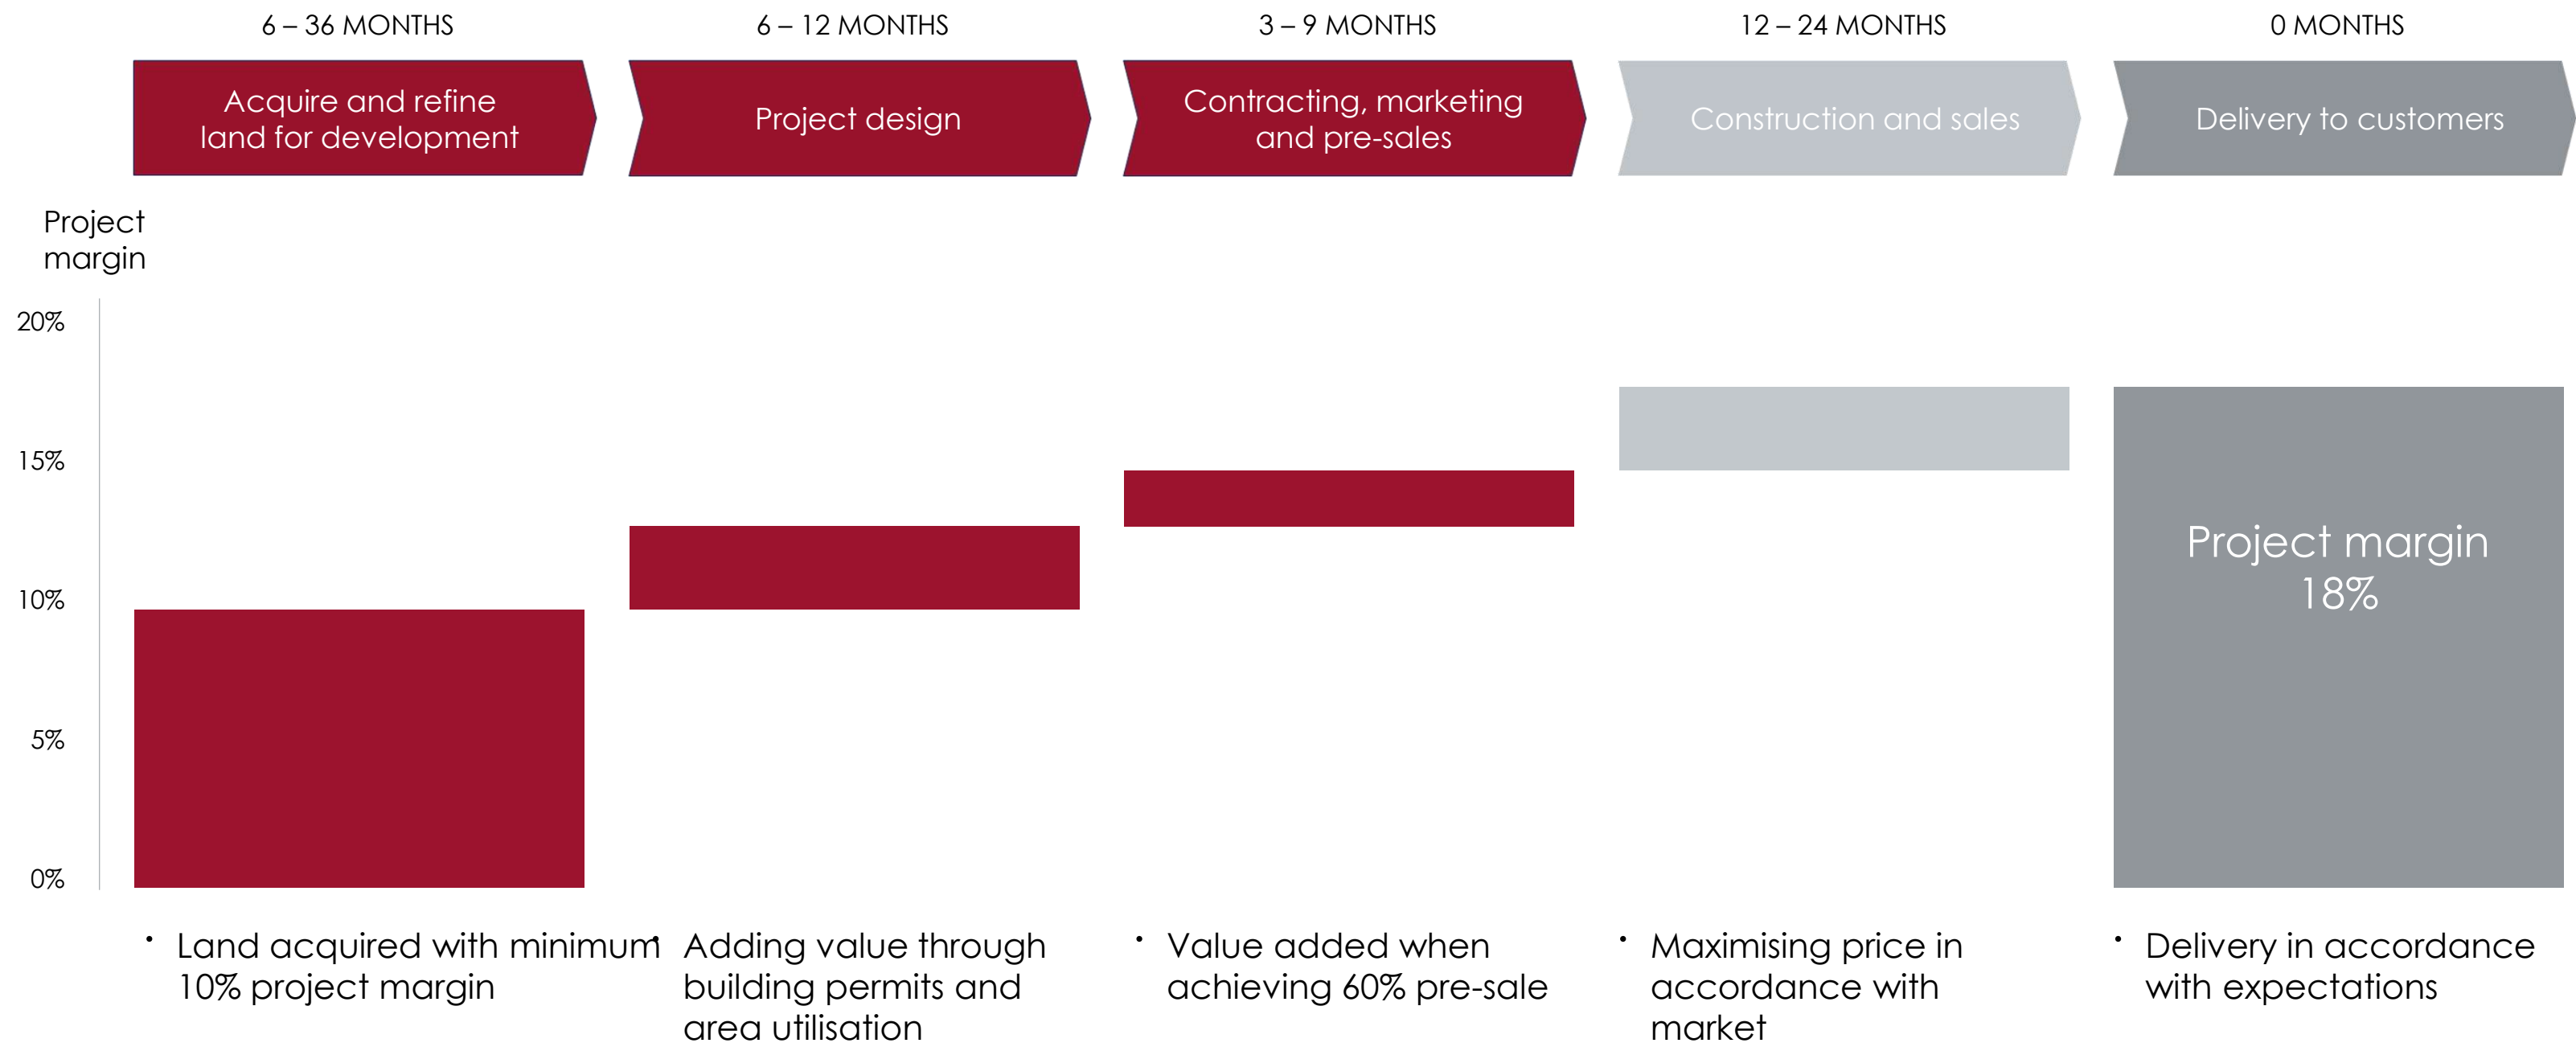 6 – 36 MONTHS
6 – 12 MONTHS
3 – 9 MONTHS
12 – 24 MONTHS
0 MONTHS
Acquire and refine
land for development
Project design
Contracting, marketing
and pre-sales
Construction and sales
Delivery to customers
Project
margin
20%
15%
10%
5%
0%
Project margin
18%
· Land acquired with minimum
10% project margin
· Adding value through
building permits and
area utilisation
· Value added when
achieving 60% pre-sale
· Maximising price in
accordance with
market
· Delivery in accordance
with expectations